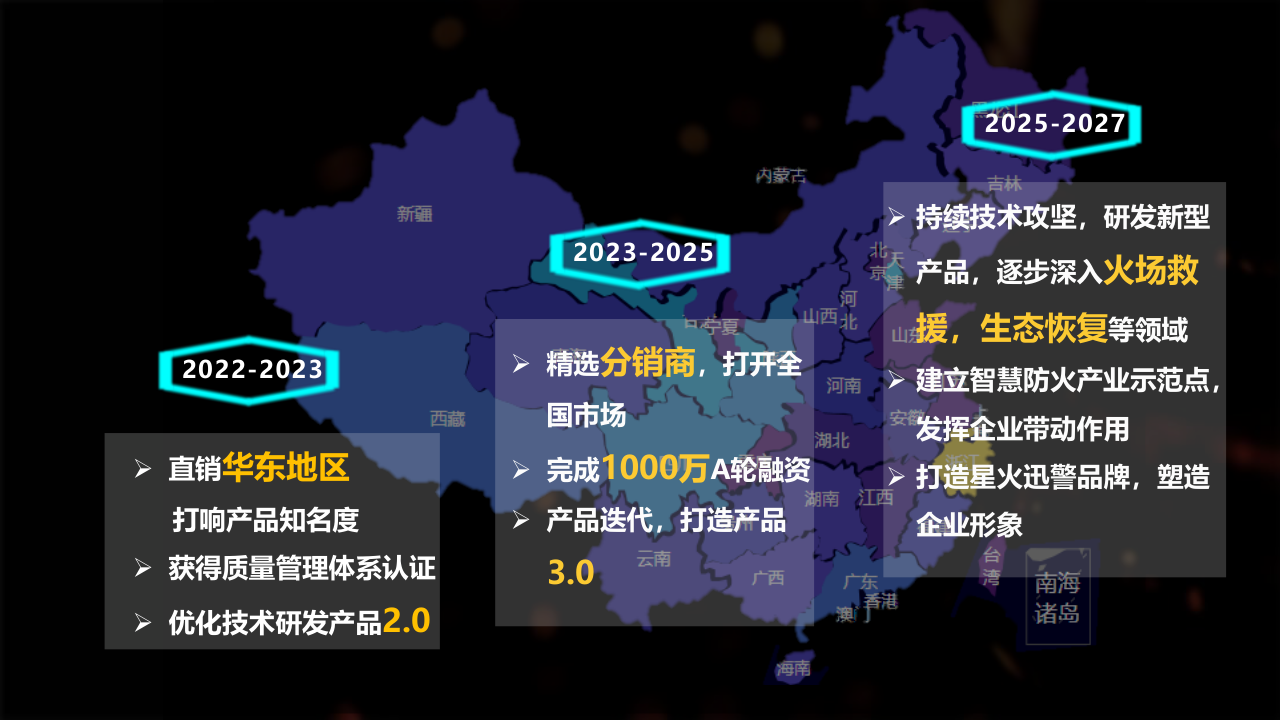 2022-2023
直销华东地区
打响产品知名度
获得质量管理体系认证
优化技术研发产品2.0
2023-2025
精选分销商，打开全
国市场
完成1000万A轮融资
产品迭代，打造产品
3.0
2025-2027
持续技术攻坚，研发新型
产品，逐步深入火场救
援，生态恢复等领域
建立智慧防火产业示范点，
发挥企业带动作用
打造星火迅警品牌，塑造
企业形象
黑龙江
内蒙古
吉林
新疆
北京
天津
河北
山西
宁夏
山东
河南
西藏
安徽
湖北
浙江
湖南
江西
云南
广西
广东
香港
澳门
台湾
海南
南海
诸岛